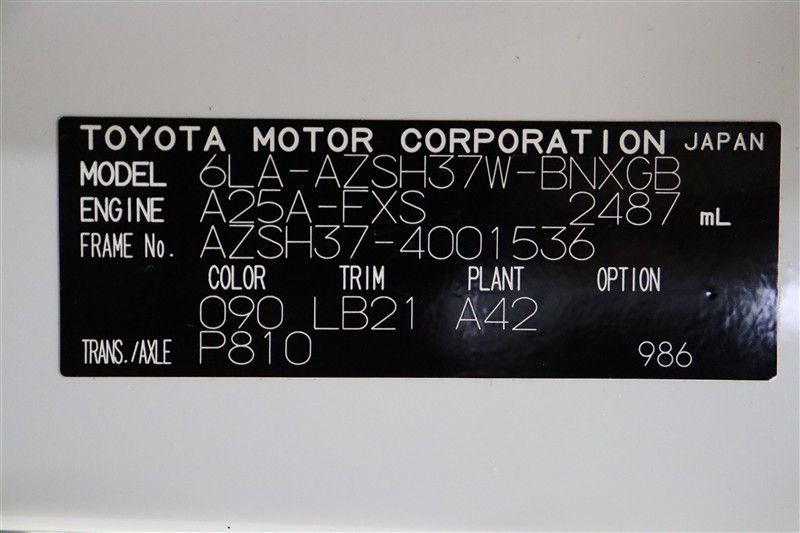 TOYOTA MOTOR CORPORATION JAPAN
MODEL 6LA-AZSH37W-BNXGB
ENGINE A25A-FXS 2487 mL
FRAME No. AZSH37-4001536
COLOR TRIM PLANT OPTION
090 LB21 A42
TRANS./AXLE P810 986